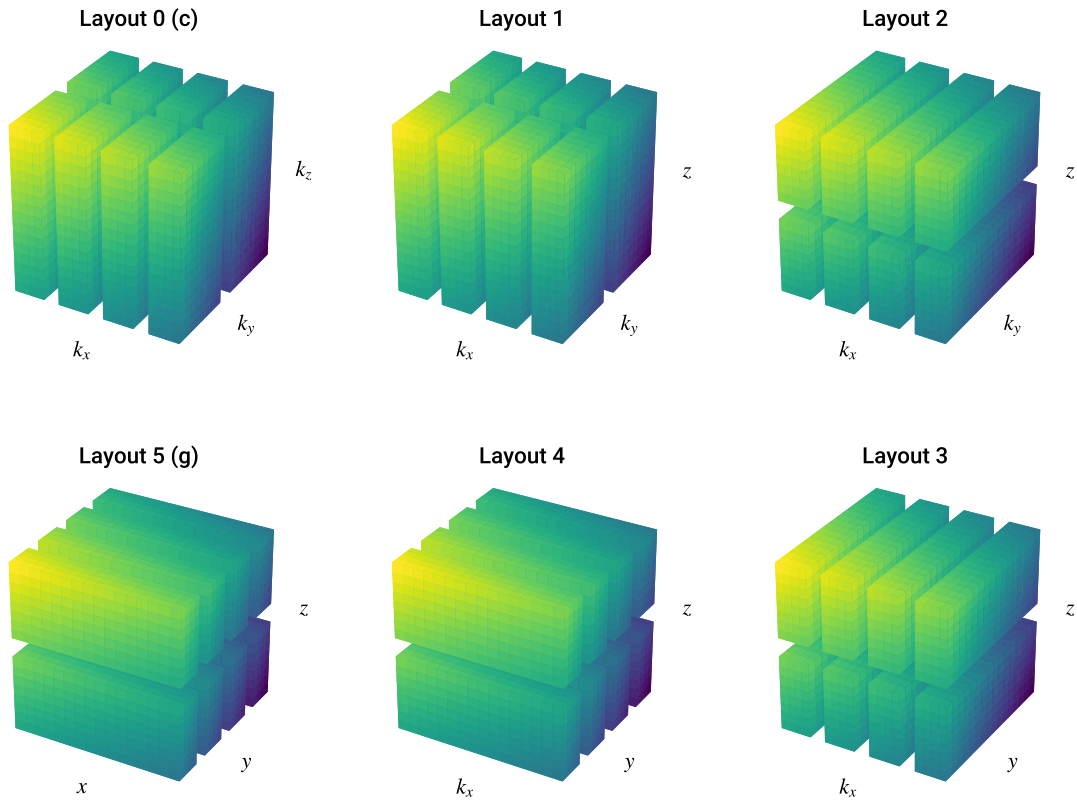 Layout 0 (c)
k_z
k_y
k_x
Layout 1
z
k_y
k_x
Layout 2
z
k_y
k_x
Layout 5 (g)
z
y
x
Layout 4
z
y
k_x
Layout 3
z
y
k_x